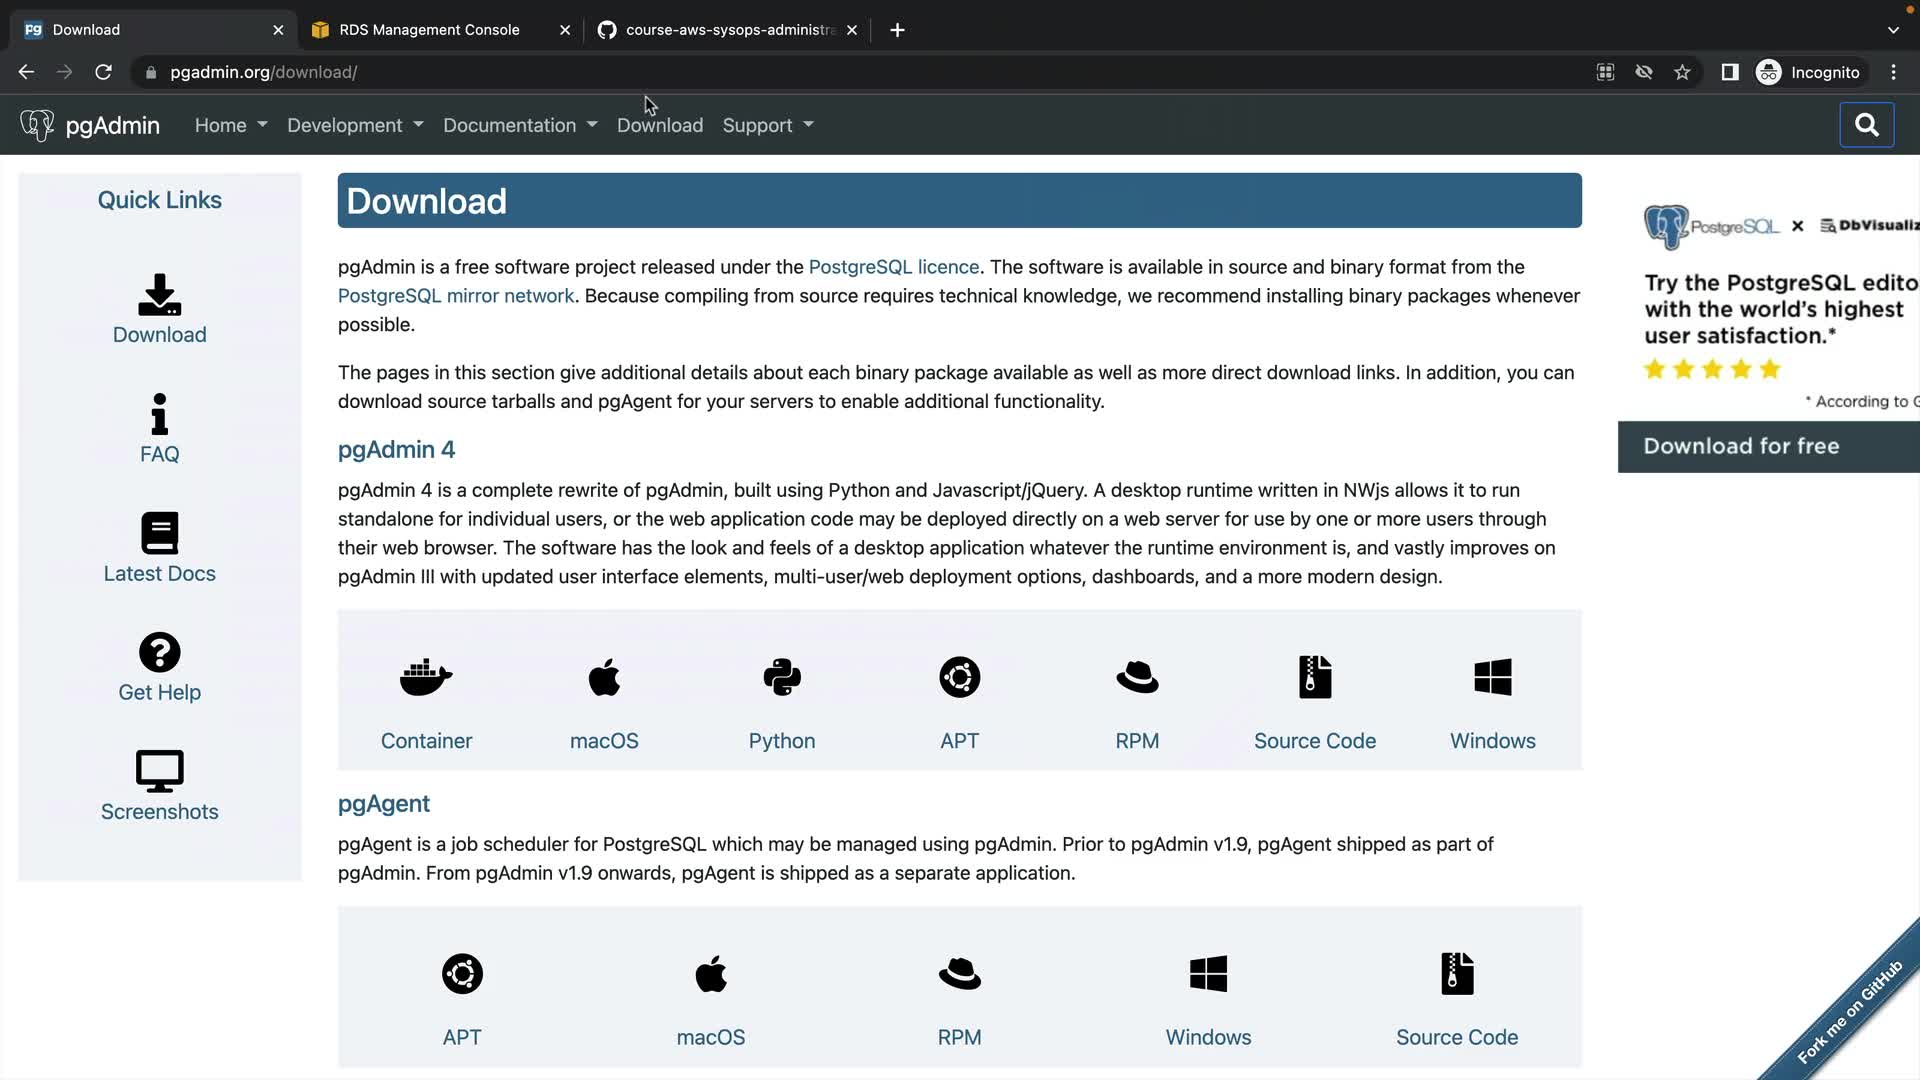 Download
RDS Management Console
course-aws-sysops-administra
pgadmin.org/download/
Incognito
pgAdmin
Home
Development
Documentation
Download
Support
Quick Links
Download
FAQ
Latest Docs
Get Help
Screenshots
Download
pgAdmin is a free software project released under the PostgreSQL licence. The software is available in source and binary format from the
PostgreSQL mirror network. Because compiling from source requires technical knowledge, we recommend installing binary packages whenever
possible.
The pages in this section give additional details about each binary package available as well as more direct download links. In addition, you can
download source tarballs and pgAgent for your servers to enable additional functionality.
pgAdmin 4
pgAdmin 4 is a complete rewrite of pgAdmin, built using Python and Javascript/jQuery. A desktop runtime written in NWjs allows it to run
standalone for individual users, or the web application code may be deployed directly on a web server for use by one or more users through
their web browser. The software has the look and feels of a desktop application whatever the runtime environment is, and vastly improves on
pgAdmin III with updated user interface elements, multi-user/web deployment options, dashboards, and a more modern design.
Container
macOS
Python
APT
RPM
Source Code
Windows
pgAgent
pgAgent is a job scheduler for PostgreSQL which may be managed using pgAdmin. Prior to pgAdmin v1.9, pgAgent shipped as part of
pgAdmin. From pgAdmin v1.9 onwards, pgAgent is shipped as a separate application.
APT
macOS
RPM
Windows
Source Code
PostgreSQL x DbVisualiz
Try the PostgreSQL edito
with the world's highest
user satisfaction.*
* According to G
Download for free
Fork me on GitHub